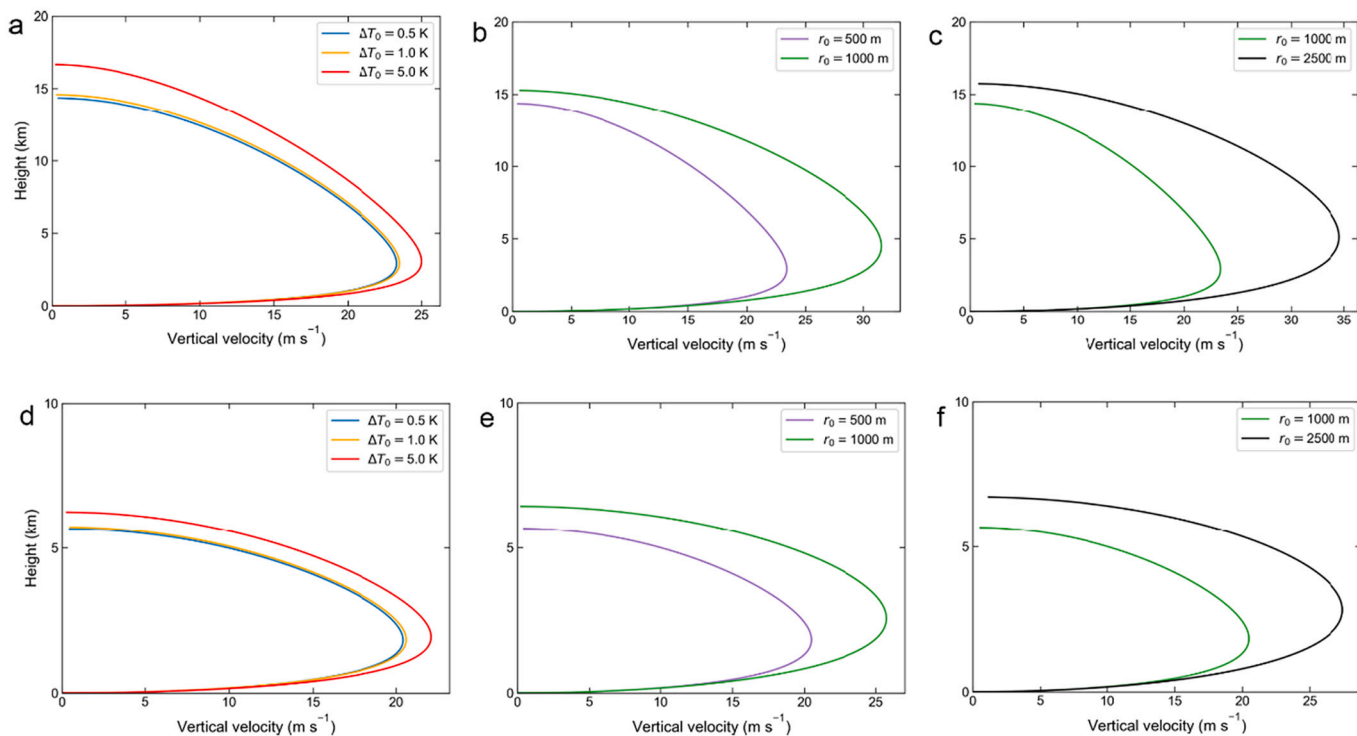 a
20
15
10
5
0
Height (km)
0 5 10 15 20 25
Vertical velocity (m s⁻¹)
ΔT₀ = 0.5 K
ΔT₀ = 1.0 K
ΔT₀ = 5.0 K
b
20
15
10
5
0
0 5 10 15 20 25 30
Vertical velocity (m s⁻¹)
r₀ = 500 m
r₀ = 1000 m
c
20
15
10
5
0
0 5 10 15 20 25 30 35
Vertical velocity (m s⁻¹)
r₀ = 1000 m
r₀ = 2500 m
d
10
5
0
Height (km)
0 5 10 15 20
Vertical velocity (m s⁻¹)
ΔT₀ = 0.5 K
ΔT₀ = 1.0 K
ΔT₀ = 5.0 K
e
10
5
0
0 5 10 15 20 25
Vertical velocity (m s⁻¹)
r₀ = 500 m
r₀ = 1000 m
f
10
5
0
0 5 10 15 20 25
Vertical velocity (m s⁻¹)
r₀ = 1000 m
r₀ = 2500 m